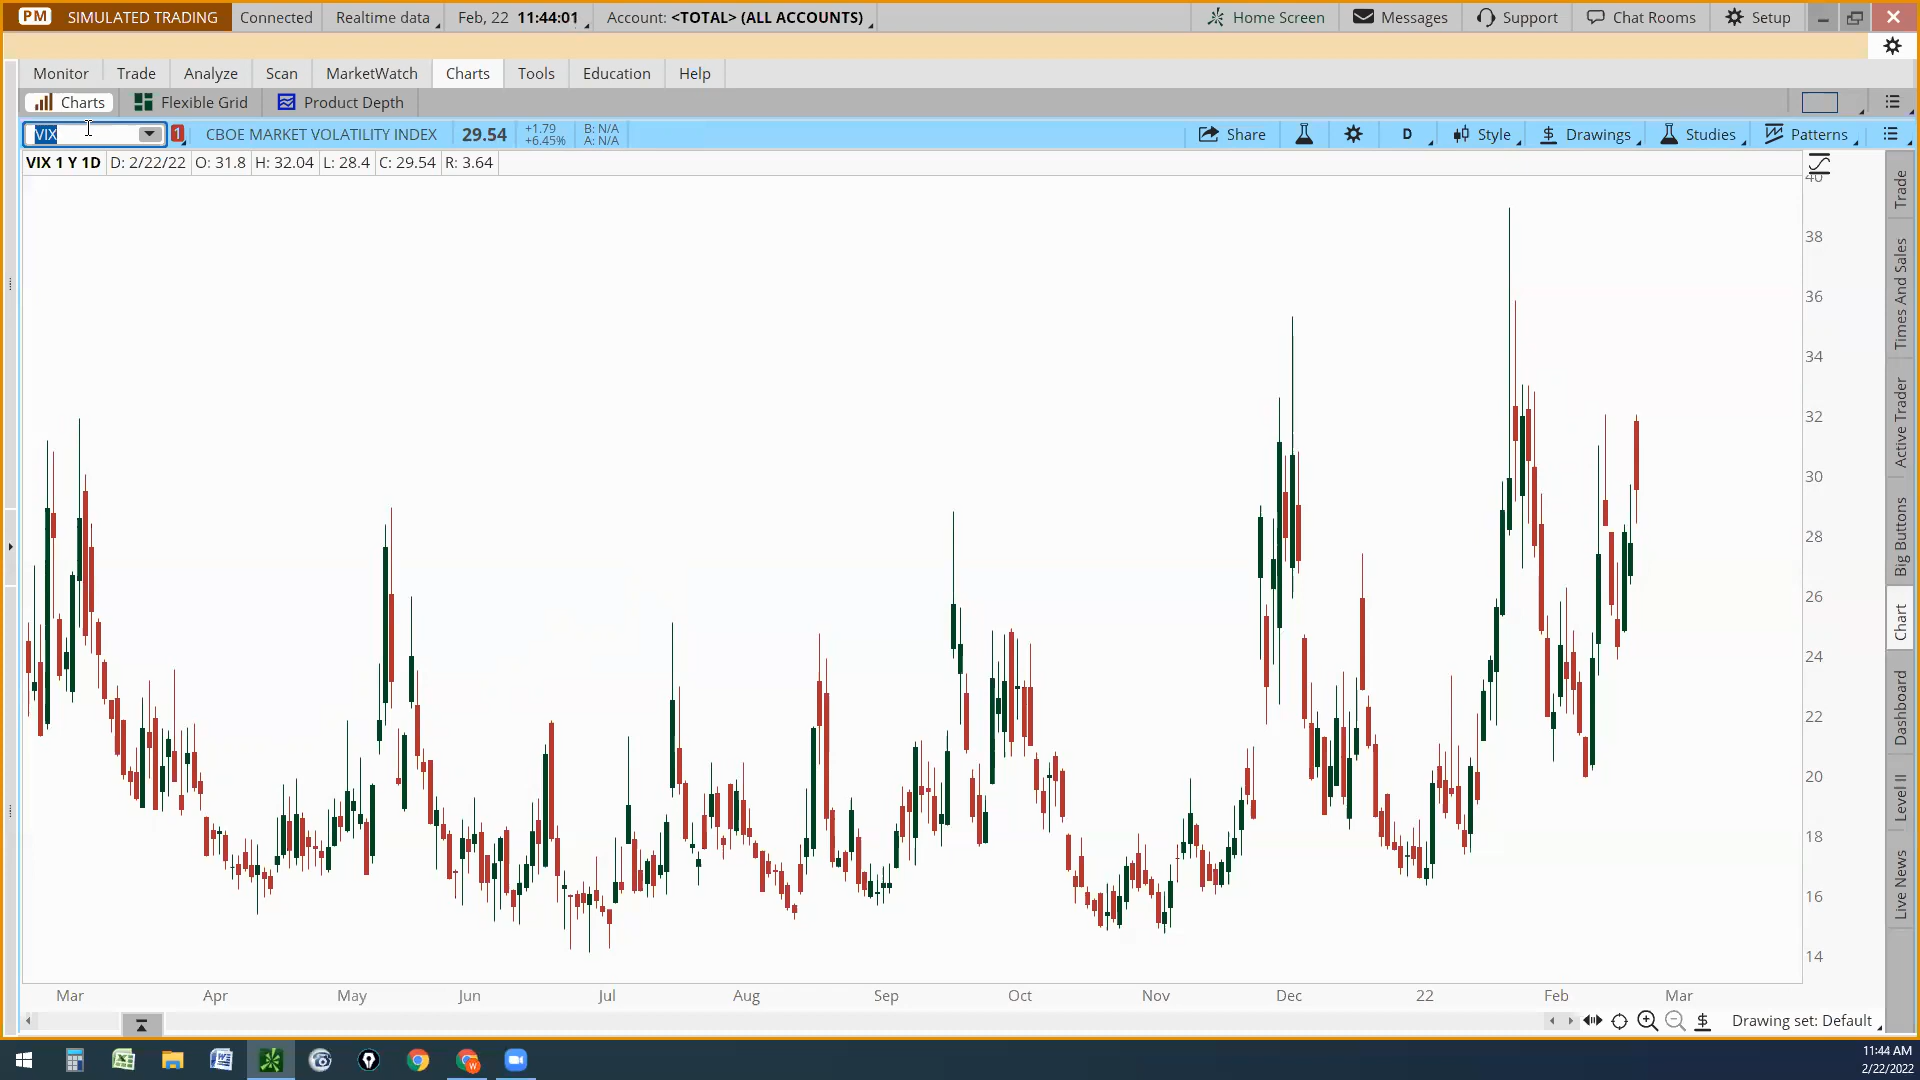 PM SIMULATED TRADING Connected Realtime data Feb, 22 11:44:01 Account: <TOTAL> (ALL ACCOUNTS) Home Screen Messages Support Chat Rooms Setup
Monitor Trade Analyze Scan MarketWatch Charts Tools Education Help
Charts Flexible Grid Product Depth
VIX 1 CBOE MARKET VOLATILITY INDEX 29.54 +1.79 +6.45% B: N/A A: N/A Share D Style Drawings Studies Patterns
VIX 1 Y 1D D: 2/22/22 O: 31.8 H: 32.04 L: 28.4 C: 29.54 R: 3.64
40
38
36
34
32
30
28
26
24
22
20
18
16
14
Trade
Times And Sales
Active Trader
Big Buttons
Chart
Dashboard
Level II
Live News
Mar Apr May Jun Jul Aug Sep Oct Nov Dec 22 Feb Mar
Drawing set: Default
11:44 AM
2/22/2022